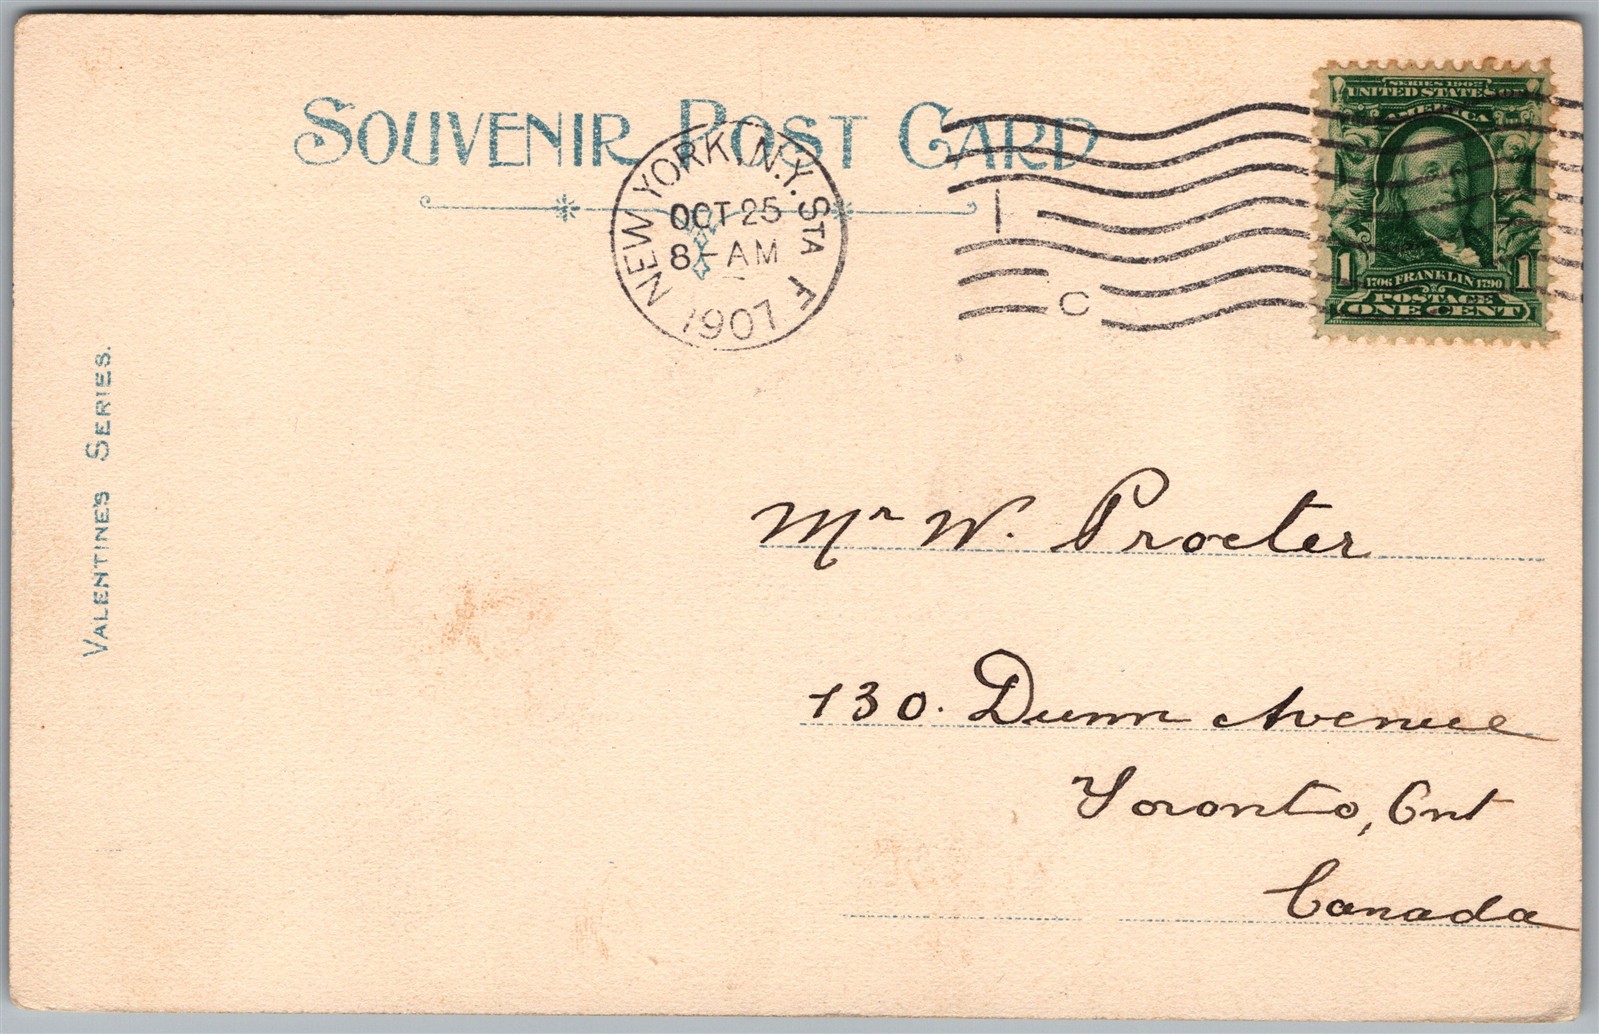 SOUVENIR POST CARD
NEW YORK, N.Y. STA F
OCT 25
8-AM
1907
1
C
SERIES 1902
UNITED STATES OF
AMERICA
1 1
1706 FRANKLIN 1790
POSTAGE
ONE CENT
VALENTINE'S SERIES.
Mr W. Procter
130. Dunn Avenue
Toronto, Ont
Canada